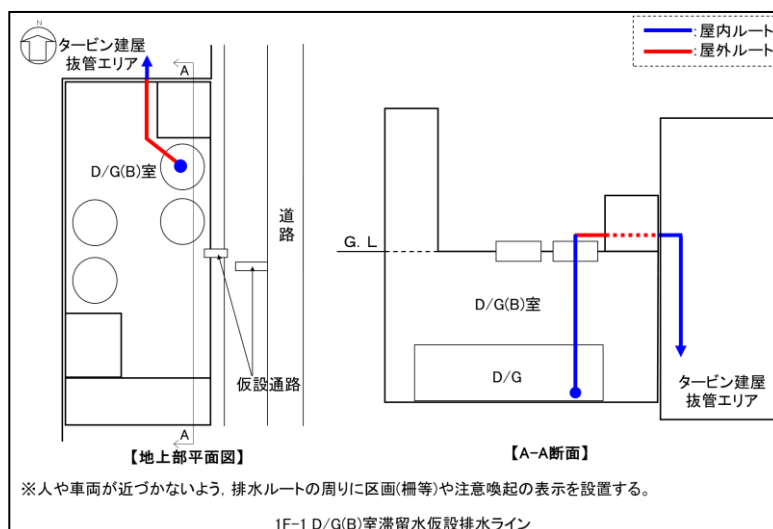 N
タービン建屋
抜管エリア
A
D/G(B)室
道路
仮設通路
A
【地上部平面図】
:屋内ルート
:屋外ルート
G.L
D/G(B)室
D/G
タービン建屋
抜管エリア
【A-A断面】
※人や車両が近づかないよう、排水ルートの周りに区画(柵等)や注意喚起の表示を設置する。
1F-1 D/G(B)室滞留水仮設排水ライン